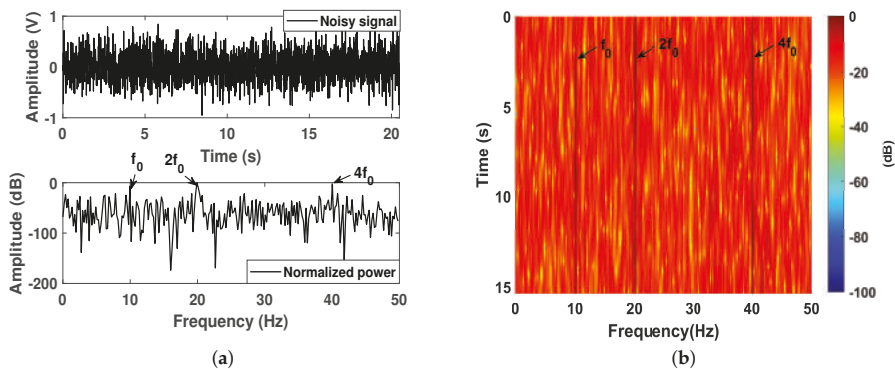 Noisy signal
Amplitude (V)
1
0
-1
0 5 10 15 20
Time (s)
f0 2f0 4f0
Amplitude (dB)
0
-100
-200
Normalized power
0 10 20 30 40 50
Frequency (Hz)
(a)
f0 2f0 4f0
Time (s)
0
5
10
15
0 10 20 30 40 50
Frequency(Hz)
0
-20
-40
-60
-80
-100
(dB)
(b)